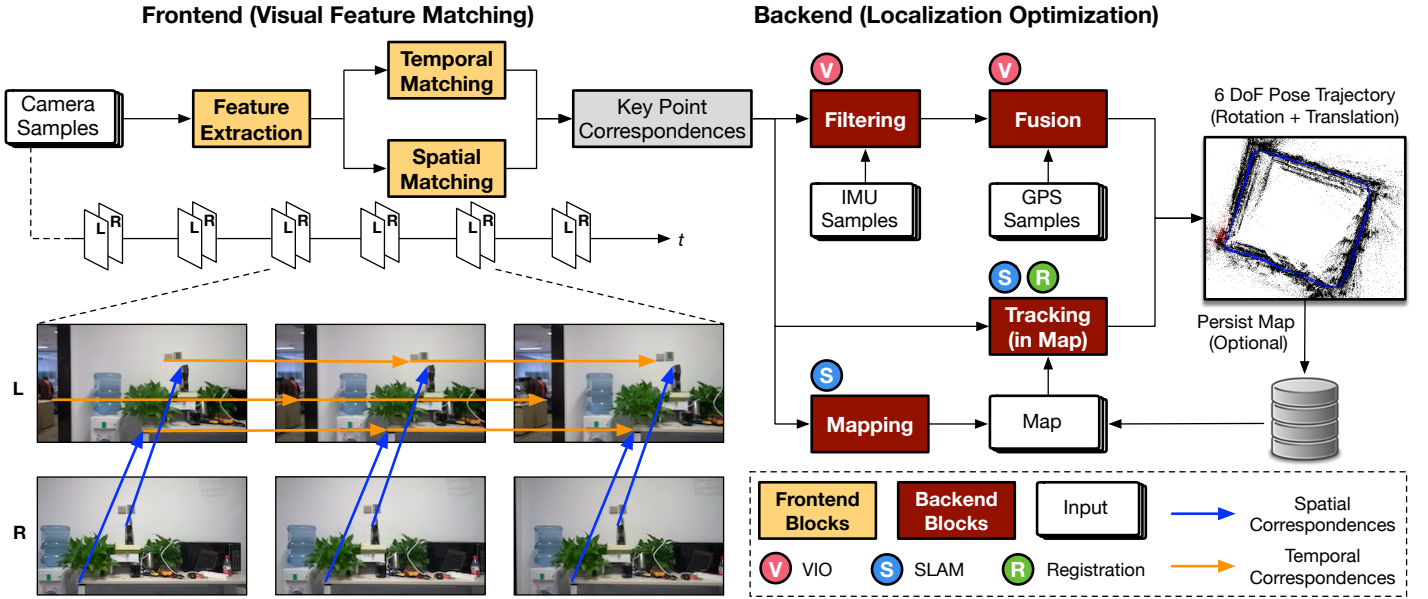 Frontend (Visual Feature Matching)
Backend (Localization Optimization)
Camera
Samples
Feature
Extraction
Temporal
Matching
Spatial
Matching
Key Point
Correspondences
V
Filtering
IMU
Samples
V
Fusion
GPS
Samples
6 DoF Pose Trajectory
(Rotation + Translation)
L R
L R
L R
L R
L R
L R
t
S R
Tracking
(in Map)
Persist Map
(Optional)
S
Mapping
Map
L
R
Frontend
Blocks
Backend
Blocks
Input
Spatial
Correspondences
V VIO
S SLAM
R Registration
Temporal
Correspondences